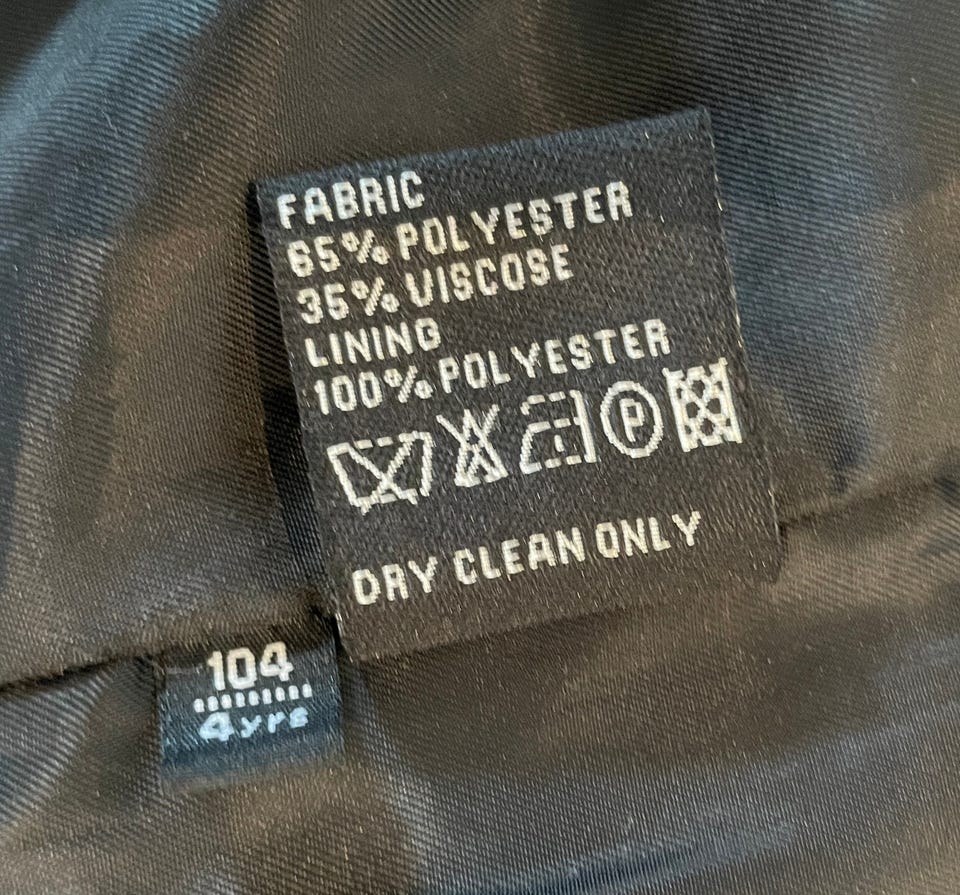 FABRIC
65% POLYESTER
35% VISCOSE
LINING
100% POLYESTER
P
DRY CLEAN ONLY
104
4yrs